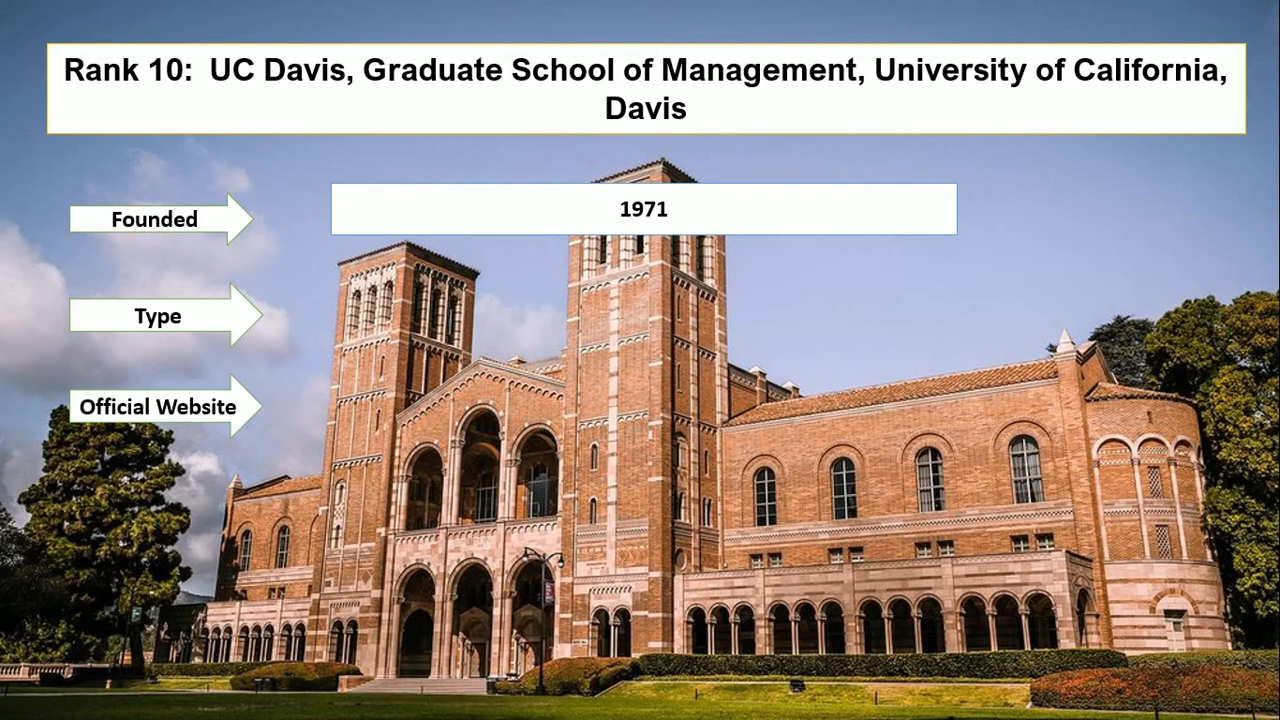 Rank 10:  UC Davis, Graduate School of Management, University of California,
Davis
Founded
1971
Type
Official Website